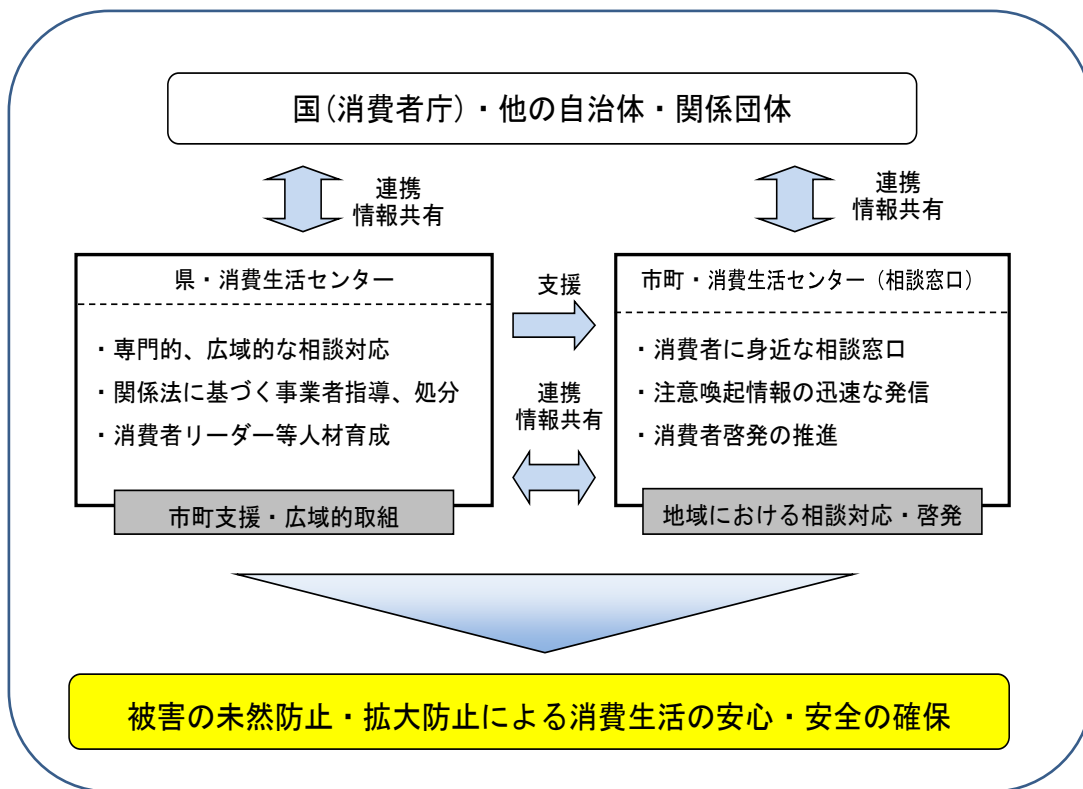 国(消費者庁)・他の自治体・関係団体
連携
情報共有
連携
情報共有
県・消費生活センター
・専門的、広域的な相談対応
・関係法に基づく事業者指導、処分
・消費者リーダー等人材育成
市町支援・広域的取組
支援
連携
情報共有
市町・消費生活センター(相談窓口)
・消費者に身近な相談窓口
・注意喚起情報の迅速な発信
・消費者啓発の推進
地域における相談対応・啓発
被害の未然防止・拡大防止による消費生活の安心・安全の確保